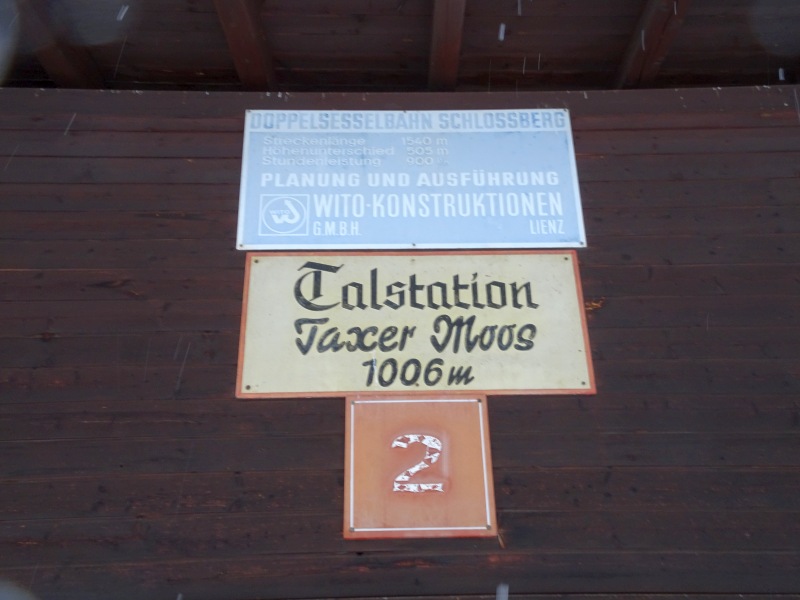 DOPPELSESSELBAHN SCHLOSSBERG
Streckenlänge 1540 m
Höhenunterschied 505 m
Stundenleistung 900
PLANUNG UND AUSFÜHRUNG
WITO-KONSTRUKTIONEN
G.M.B.H. LIENZ
Talstation
Taxer Moos
1006 m
2